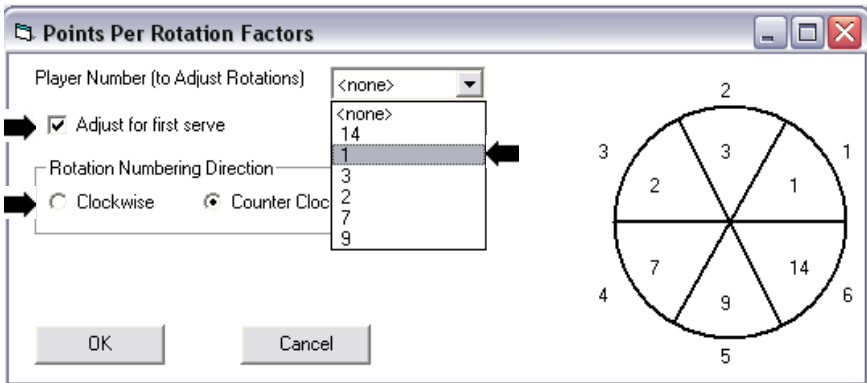 Points Per Rotation Factors
Player Number (to Adjust Rotations)
<none>
Adjust for first serve
<none>
14
1
3
2
7
9
Rotation Numbering Direction
Clockwise
Counter Cloc
OK
Cancel
2
3
3
1
2
1
7
14
4
9
6
5